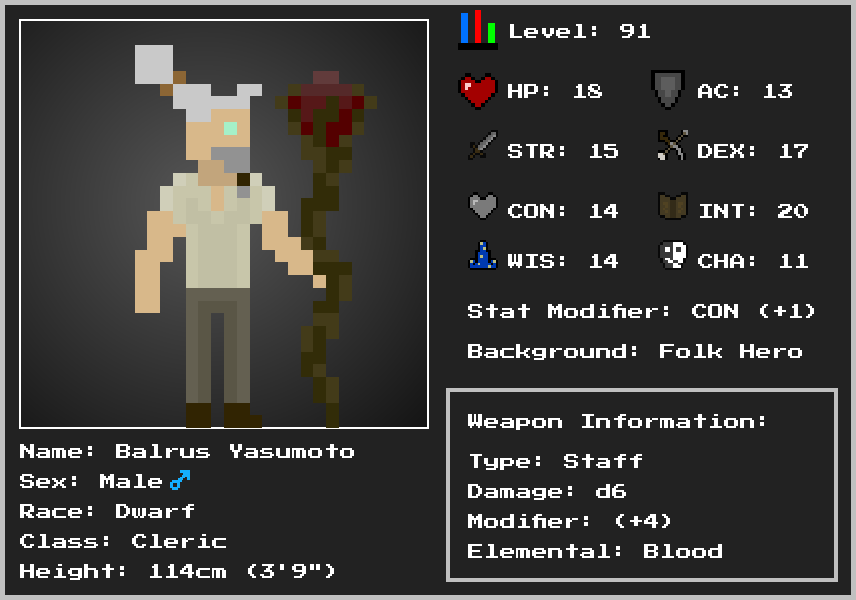 Level: 91
HP: 18
AC: 13
STR: 15
DEX: 17
CON: 14
INT: 20
WIS: 14
CHA: 11
Stat Modifier: CON (+1)
Background: Folk Hero
Weapon Information:
Type: Staff
Damage: d6
Modifier: (+4)
Elemental: Blood
Name: Balrus Yasumoto
Sex: Male♂
Race: Dwarf
Class: Cleric
Height: 114cm (3'9")